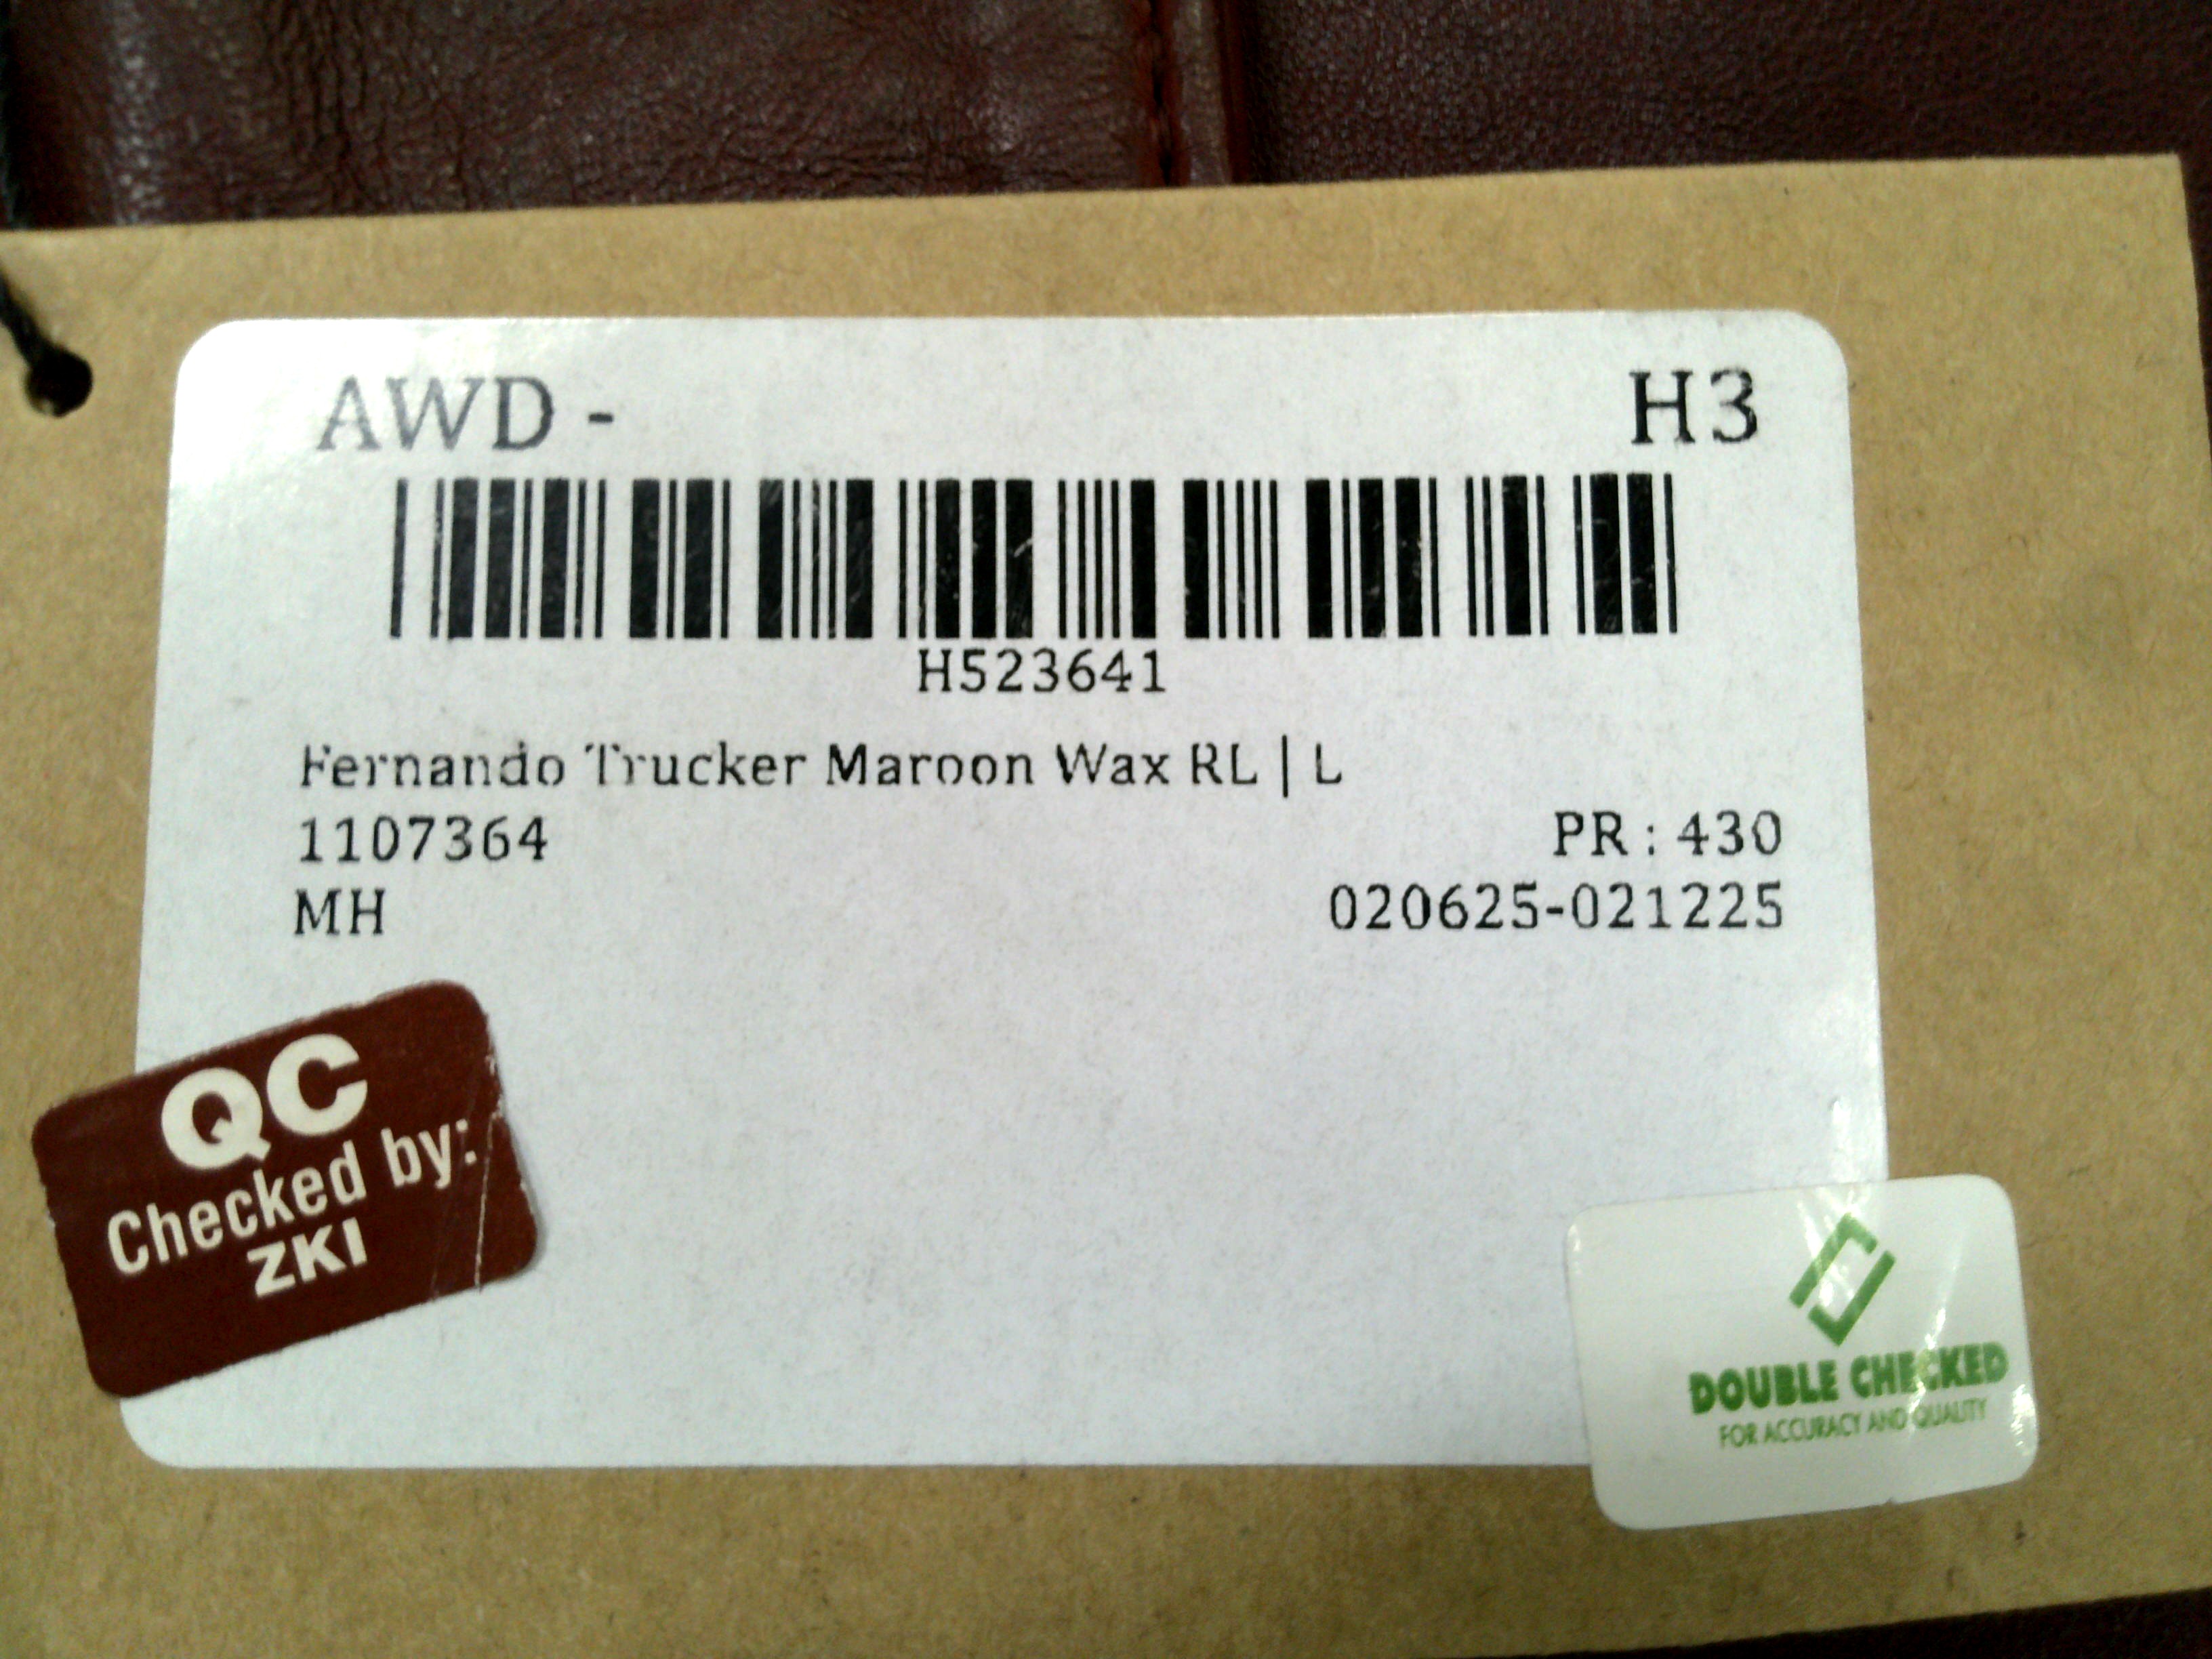 AWD - H3
H523641
Fernando Trucker Maroon Wax RL | L
1107364 PR : 430
MH 020625-021225
QC
Checked by:
ZKI
DOUBLE CHECKED
FOR ACCURACY AND QUALITY